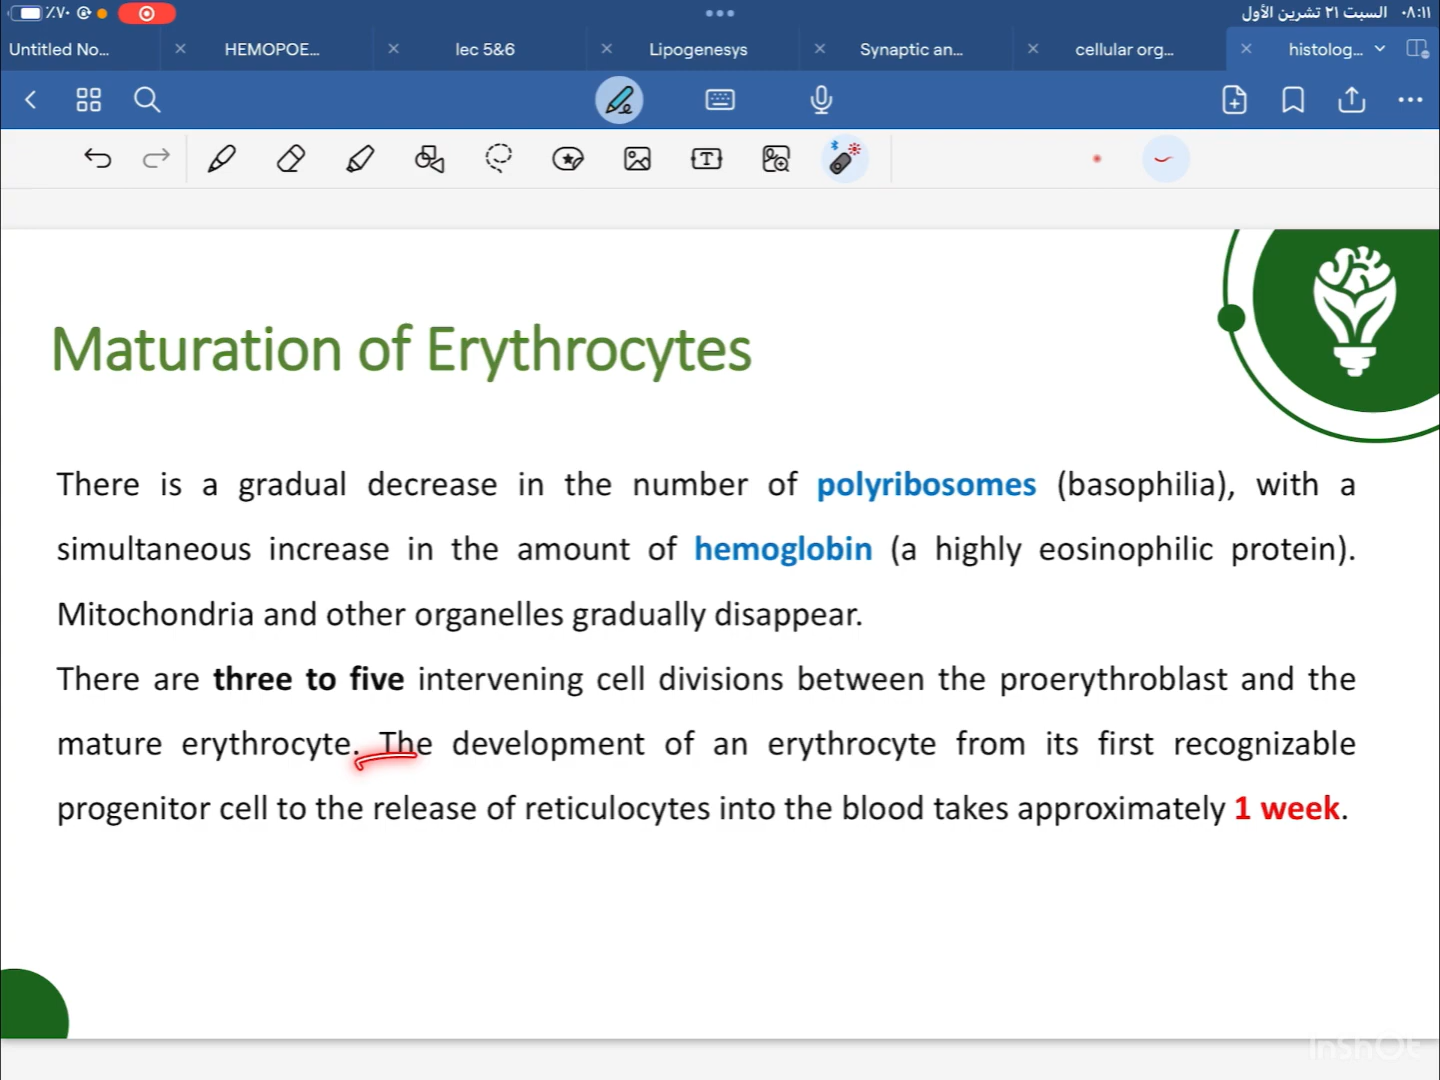 ٪٧٠
السبت ٢١ تشرين الأول ٠٨:١١
Untitled No...
HEMOPOE...
lec 5&6
Lipogenesys
Synaptic an...
cellular org...
histolog...
Maturation of Erythrocytes
There is a gradual decrease in the number of polyribosomes (basophilia), with a
simultaneous increase in the amount of hemoglobin (a highly eosinophilic protein).
Mitochondria and other organelles gradually disappear.
There are three to five intervening cell divisions between the proerythroblast and the
mature erythrocyte. The development of an erythrocyte from its first recognizable
progenitor cell to the release of reticulocytes into the blood takes approximately 1 week.
InShOt